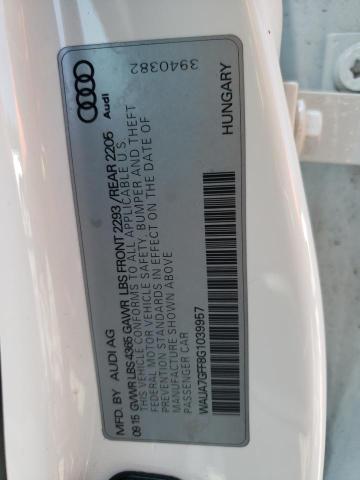 MFD. BY AUDI AG
09 15 GVWR LBS 4365 GAWR LBS FRONT 2293 / REAR 2205
THIS VEHICLE CONFORMS TO ALL APPLICABLE U.S.
FEDERAL MOTOR VEHICLE SAFETY, BUMPER AND THEFT
PREVENTION STANDARDS IN EFFECT ON THE DATE OF
MANUFACTURE SHOWN ABOVE
PASSENGER CAR
WAUA7GFF8G1039957
HUNGARY
Audi
3940382